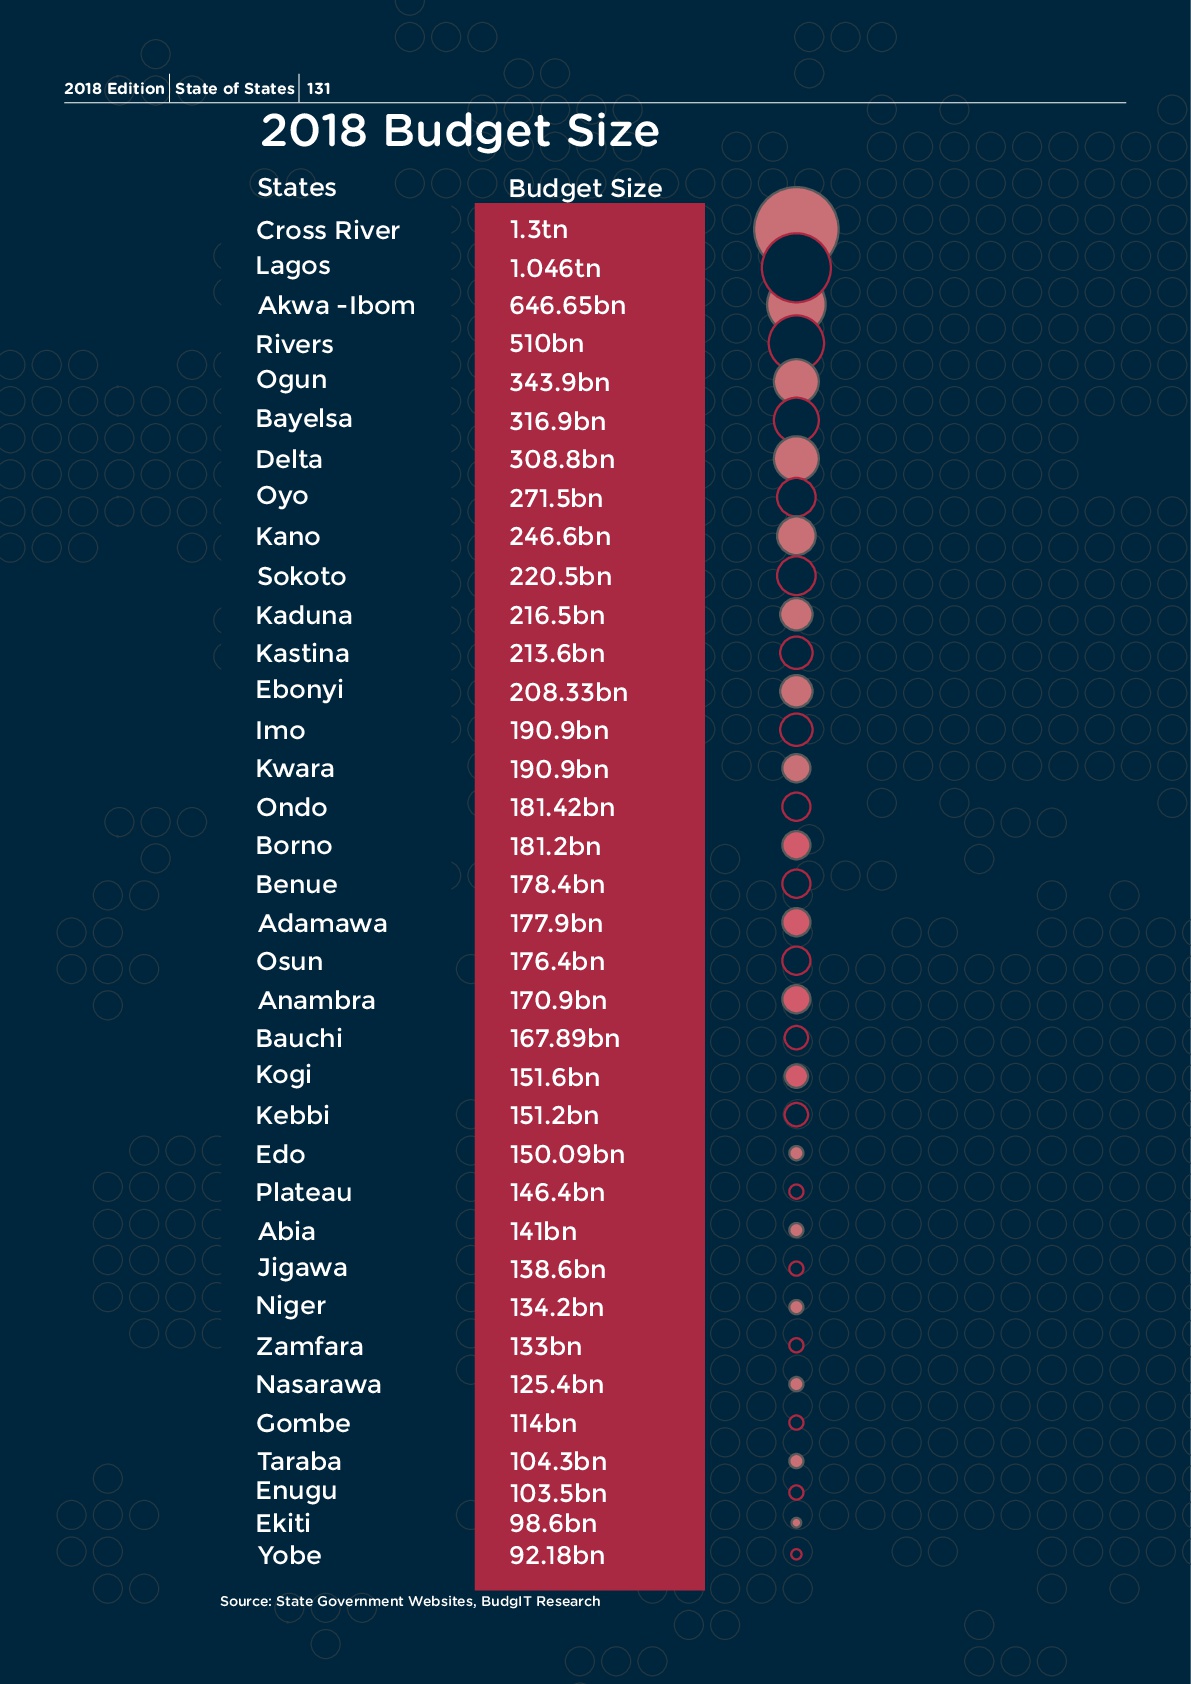 2018 Edition State of States 131
2018 Budget Size
States Budget Size
Cross River 1.3tn
Lagos 1.046tn
Akwa -Ibom 646.65bn
Rivers 510bn
Ogun 343.9bn
Bayelsa 316.9bn
Delta 308.8bn
Oyo 271.5bn
Kano 246.6bn
Sokoto 220.5bn
Kaduna 216.5bn
Kastina 213.6bn
Ebonyi 208.33bn
Imo 190.9bn
Kwara 190.9bn
Ondo 181.42bn
Borno 181.2bn
Benue 178.4bn
Adamawa 177.9bn
Osun 176.4bn
Anambra 170.9bn
Bauchi 167.89bn
Kogi 151.6bn
Kebbi 151.2bn
Edo 150.09bn
Plateau 146.4bn
Abia 141bn
Jigawa 138.6bn
Niger 134.2bn
Zamfara 133bn
Nasarawa 125.4bn
Gombe 114bn
Taraba 104.3bn
Enugu 103.5bn
Ekiti 98.6bn
Yobe 92.18bn
Source: State Government Websites, BudgIT Research